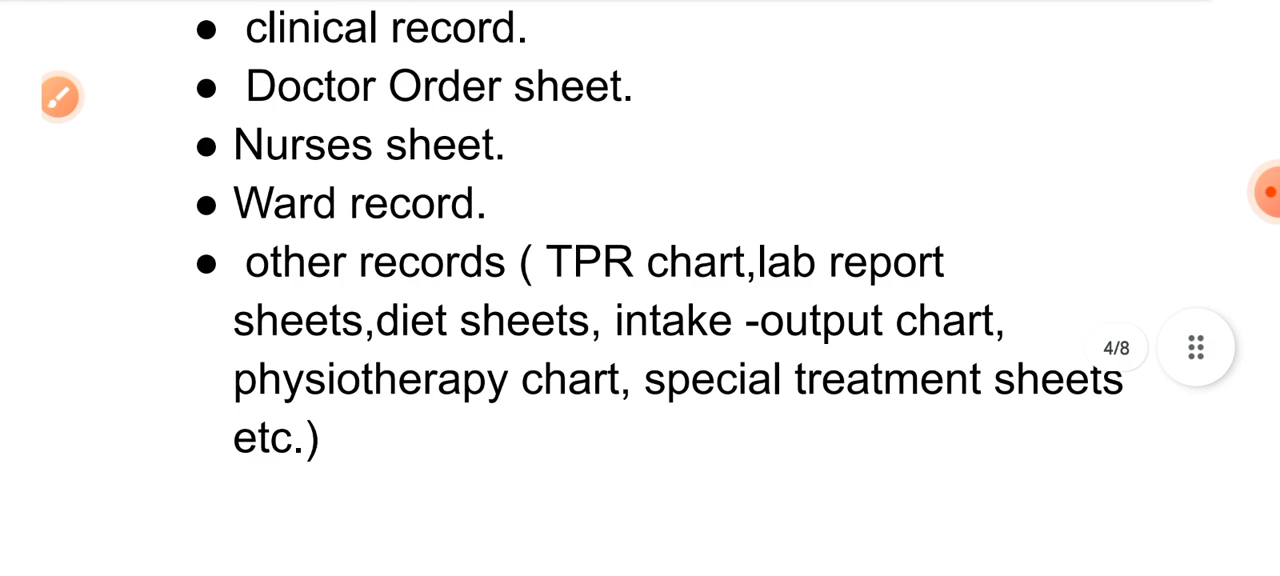 ● clinical record.
● Doctor Order sheet.
● Nurses sheet.
● Ward record.
● other records ( TPR chart,lab report
sheets,diet sheets, intake -output chart,
physiotherapy chart, special treatment sheets
etc.)
4/8